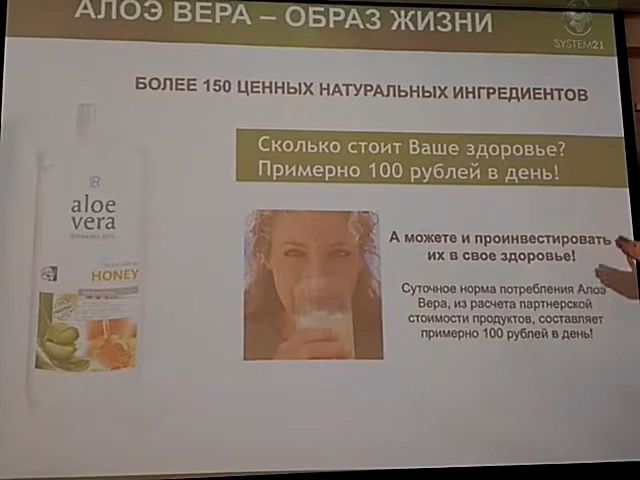 АЛОЭ ВЕРА – ОБРАЗ ЖИЗНИ
SYSTEM21
БОЛЕЕ 150 ЦЕННЫХ НАТУРАЛЬНЫХ ИНГРЕДИЕНТОВ
Сколько стоит Ваше здоровье?
Примерно 100 рублей в день!
LR
aloe
vera
HONEY
А можете и проинвестировать
их в свое здоровье!
Суточное норма потребления Алоэ
Вера, из расчета партнерской
стоимости продуктов, составляет
примерно 100 рублей в день!